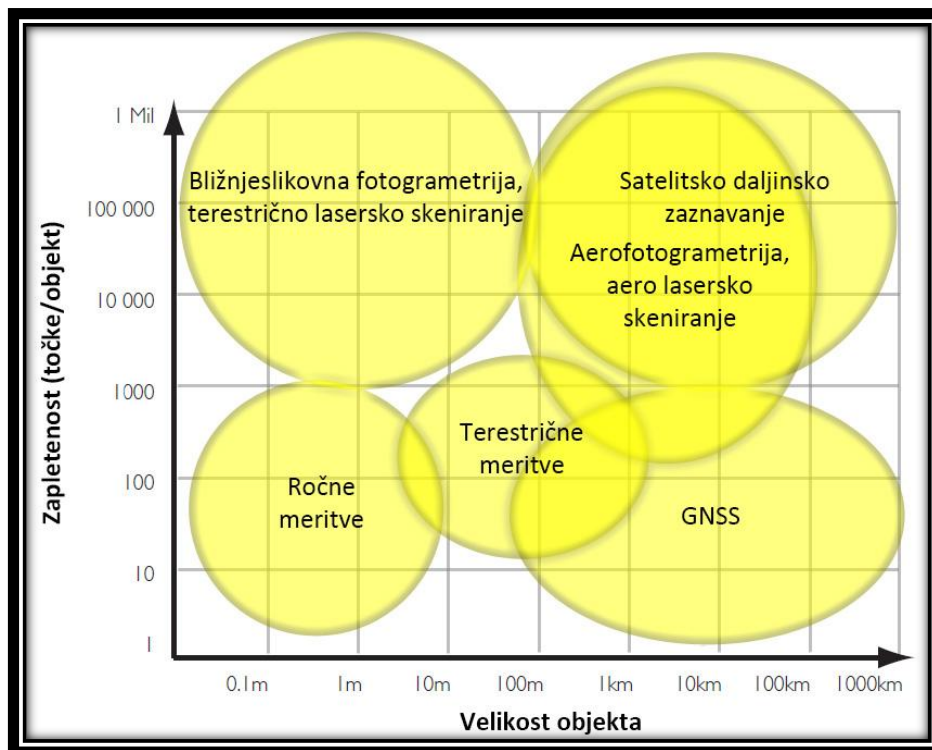 Zapletenost (točke/objekt)
1 Mil
100 000
10 000
1000
100
10
1
Bližnjeslikovna fotogrametrija,
terestrično lasersko skeniranje
Satelitsko daljinsko
zaznavanje
Aerofotogrametrija,
aero lasersko
skeniranje
Terestrične
meritve
Ročne
meritve
GNSS
0.1m 1m 10m 100m 1km 10km 100km 1000km
Velikost objekta